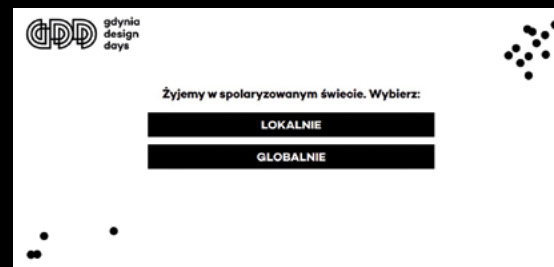 gdynia
design
days
Żyjemy w spolaryzowanym świecie. Wybierz:
LOKALNIE
GLOBALNIE